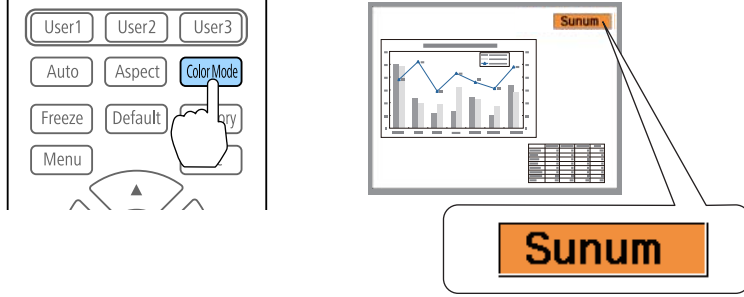 User1 User2 User3
Auto Aspect Color Mode
Freeze Default
Menu
Sunum
Sunum